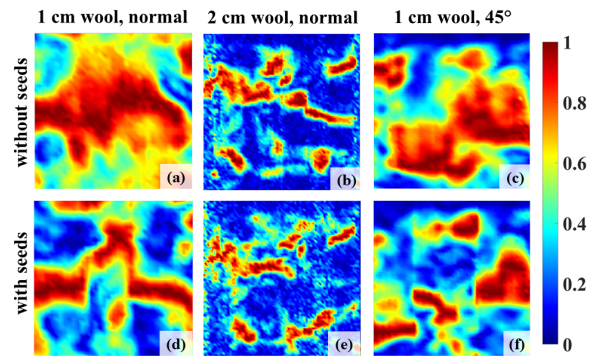 1 cm wool, normal 2 cm wool, normal 1 cm wool, 45°
without seeds
(a) (b) (c)
with seeds
(d) (e) (f)
1
0.8
0.6
0.4
0.2
0